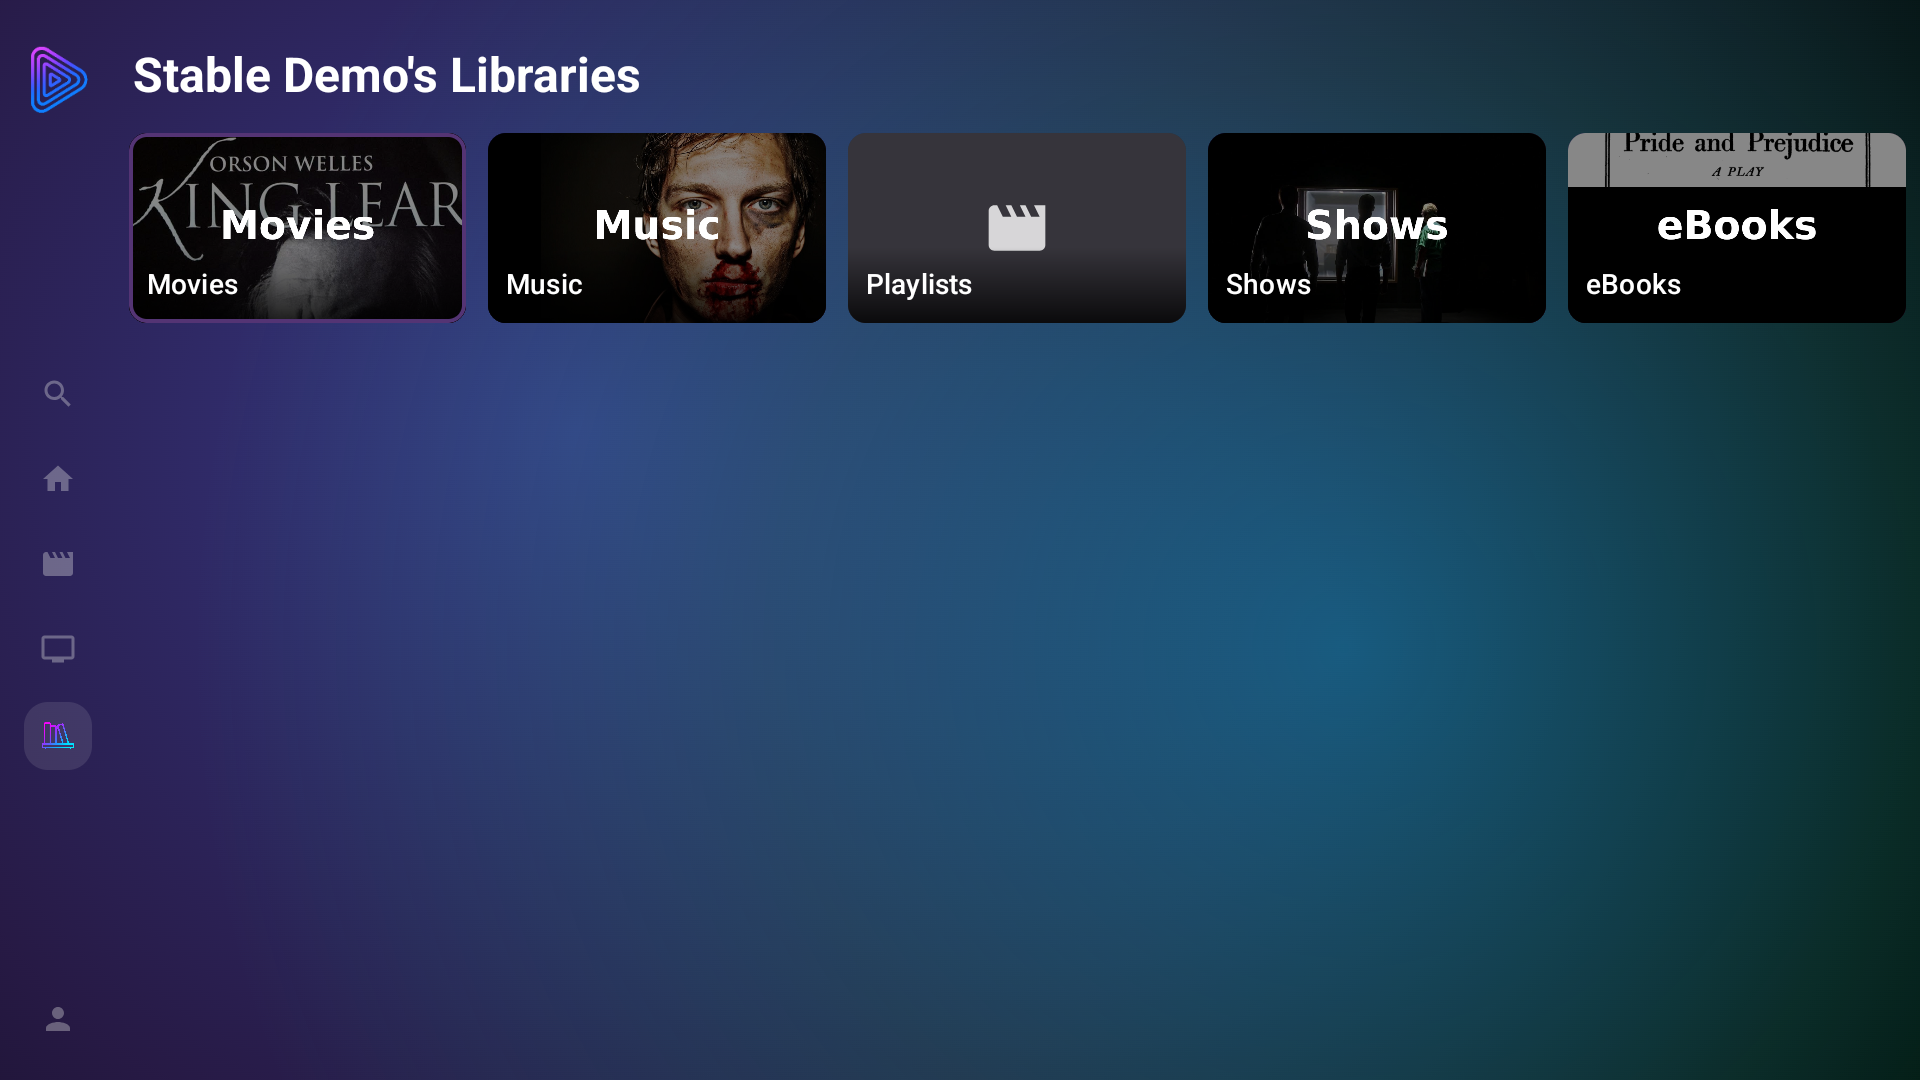 Stable Demo's Libraries
ORSON WELLES
KING LEAR
Movies
Movies
Music
Music
Playlists
Shows
Shows
Pride and Prejudice
A PLAY
eBooks
eBooks